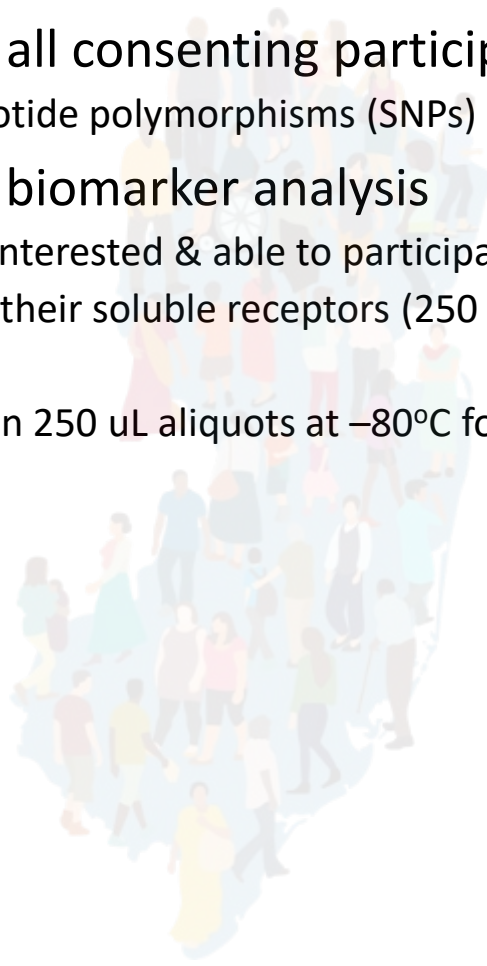 all consenting particip
otide polymorphisms (SNPs)
biomarker analysis
nterested & able to participa
their soluble receptors (250
n 250 uL aliquots at –80ºC fo